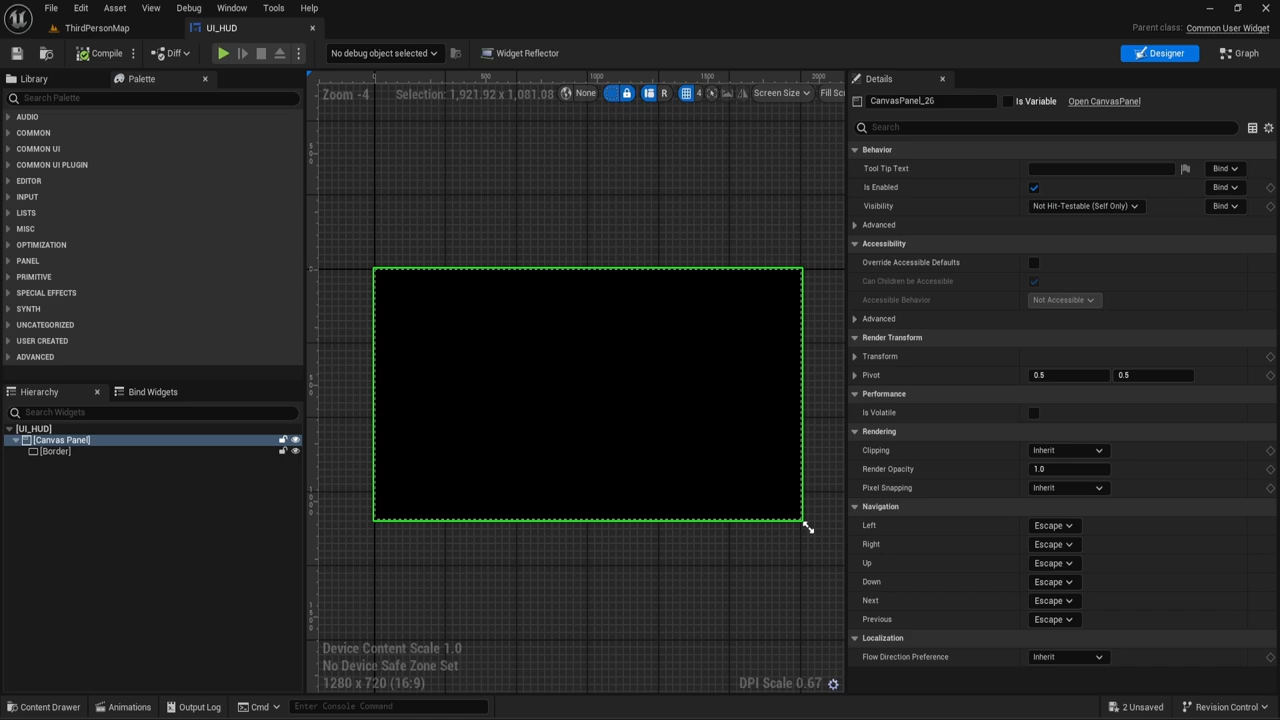 File Edit Asset View Debug Window Tools Help
ThirdPersonMap UI_HUD
Parent class: Common User Widget
Compile Diff No debug object selected Widget Reflector Designer Graph
Library Palette
Search Palette
AUDIO
COMMON
COMMON UI
COMMON UI PLUGIN
EDITOR
INPUT
LISTS
MISC
OPTIMIZATION
PANEL
PRIMITIVE
SPECIAL EFFECTS
SYNTH
UNCATEGORIZED
USER CREATED
ADVANCED
Hierarchy Bind Widgets
Search Widgets
[UI_HUD]
[Canvas Panel]
[Border]
0 500 1000 1500 2000
Zoom -4 Selection: 1,921.92 x 1,081.08 None R 4 Screen Size Fill Scr
Device Content Scale 1.0
No Device Safe Zone Set
1280 x 720 (16:9)
DPI Scale 0.67
Details
CanvasPanel_26 Is Variable Open CanvasPanel
Search
Behavior
Tool Tip Text Bind
Is Enabled Bind
Visibility Not Hit-Testable (Self Only) Bind
Advanced
Accessibility
Override Accessible Defaults
Can Children be Accessible
Accessible Behavior Not Accessible
Advanced
Render Transform
Transform
Pivot 0.5 0.5
Performance
Is Volatile
Rendering
Clipping Inherit
Render Opacity 1.0
Pixel Snapping Inherit
Navigation
Left Escape
Right Escape
Up Escape
Down Escape
Next Escape
Previous Escape
Localization
Flow Direction Preference Inherit
Content Drawer Animations Output Log Cmd Enter Console Command 2 Unsaved Revision Control